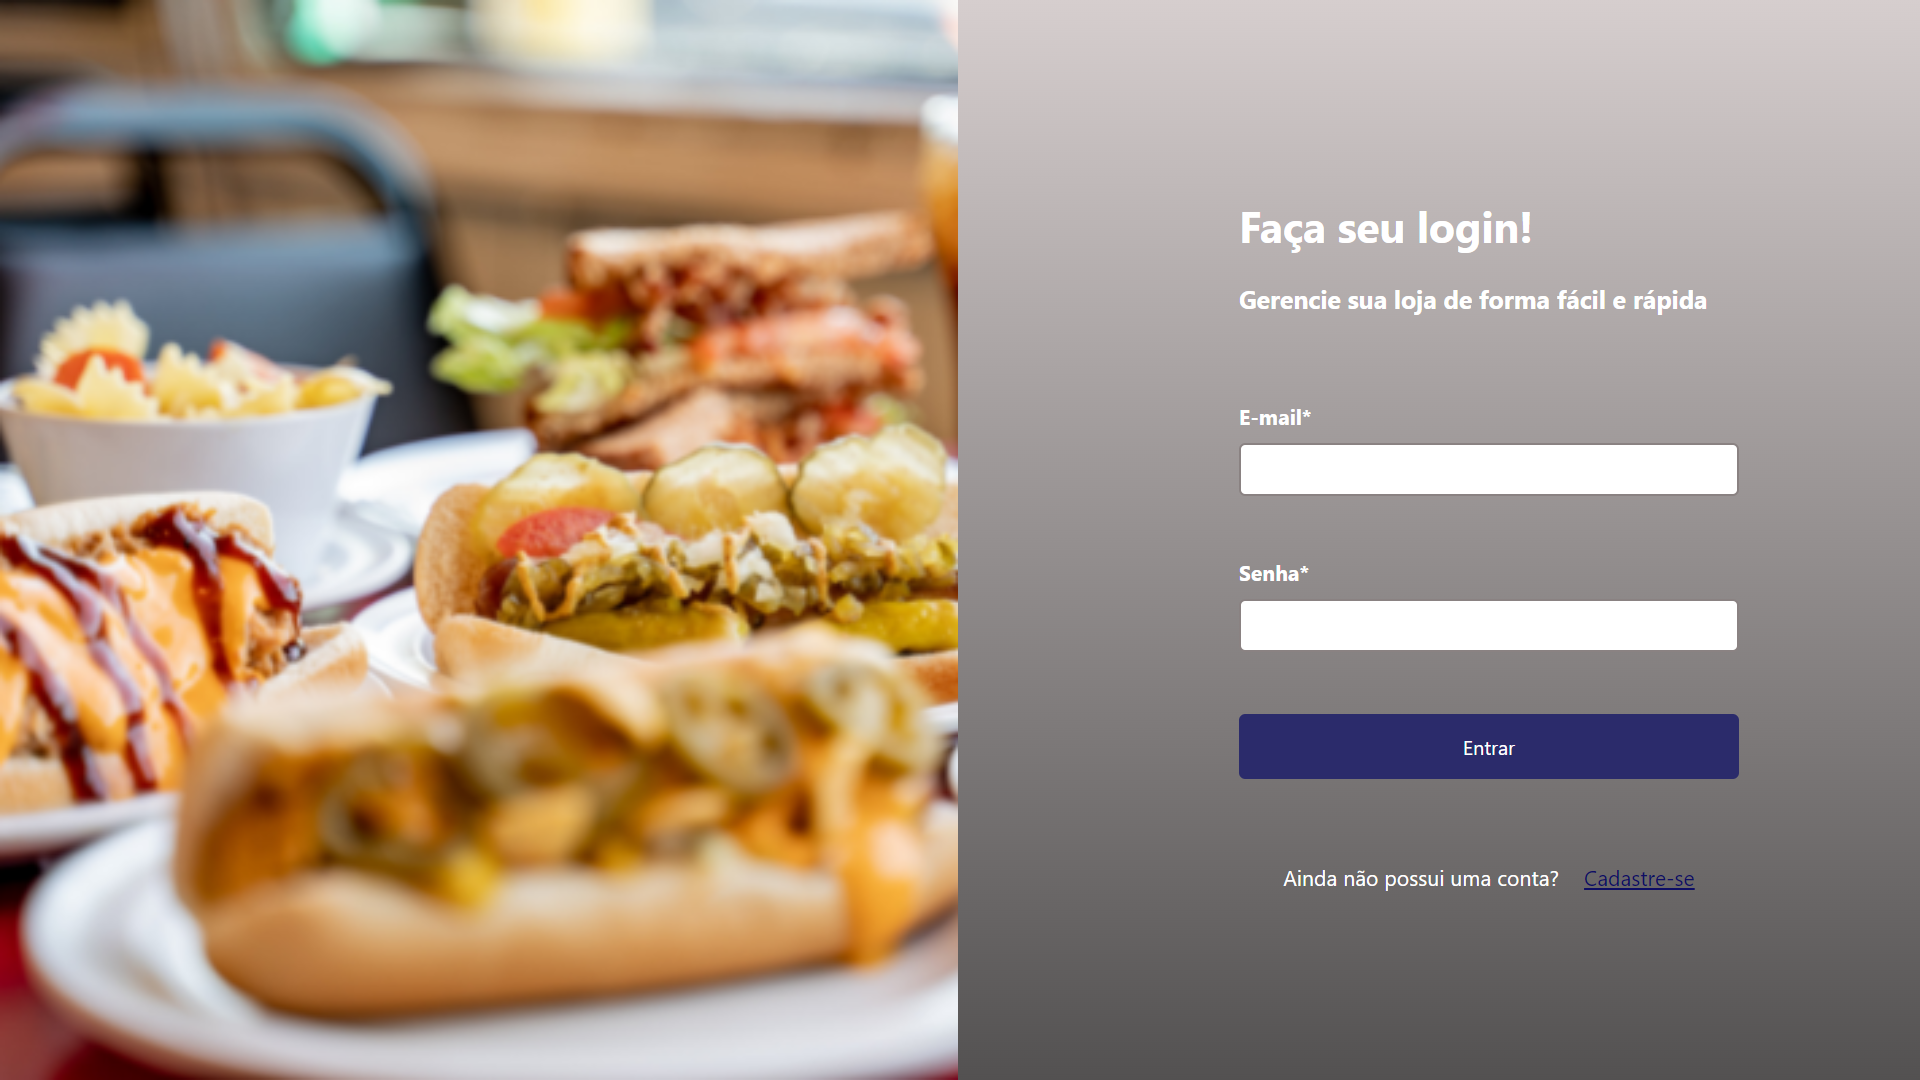 Faça seu login!
Gerencie sua loja de forma fácil e rápida
E-mail*
Senha*
Entrar
Ainda não possui uma conta? Cadastre-se